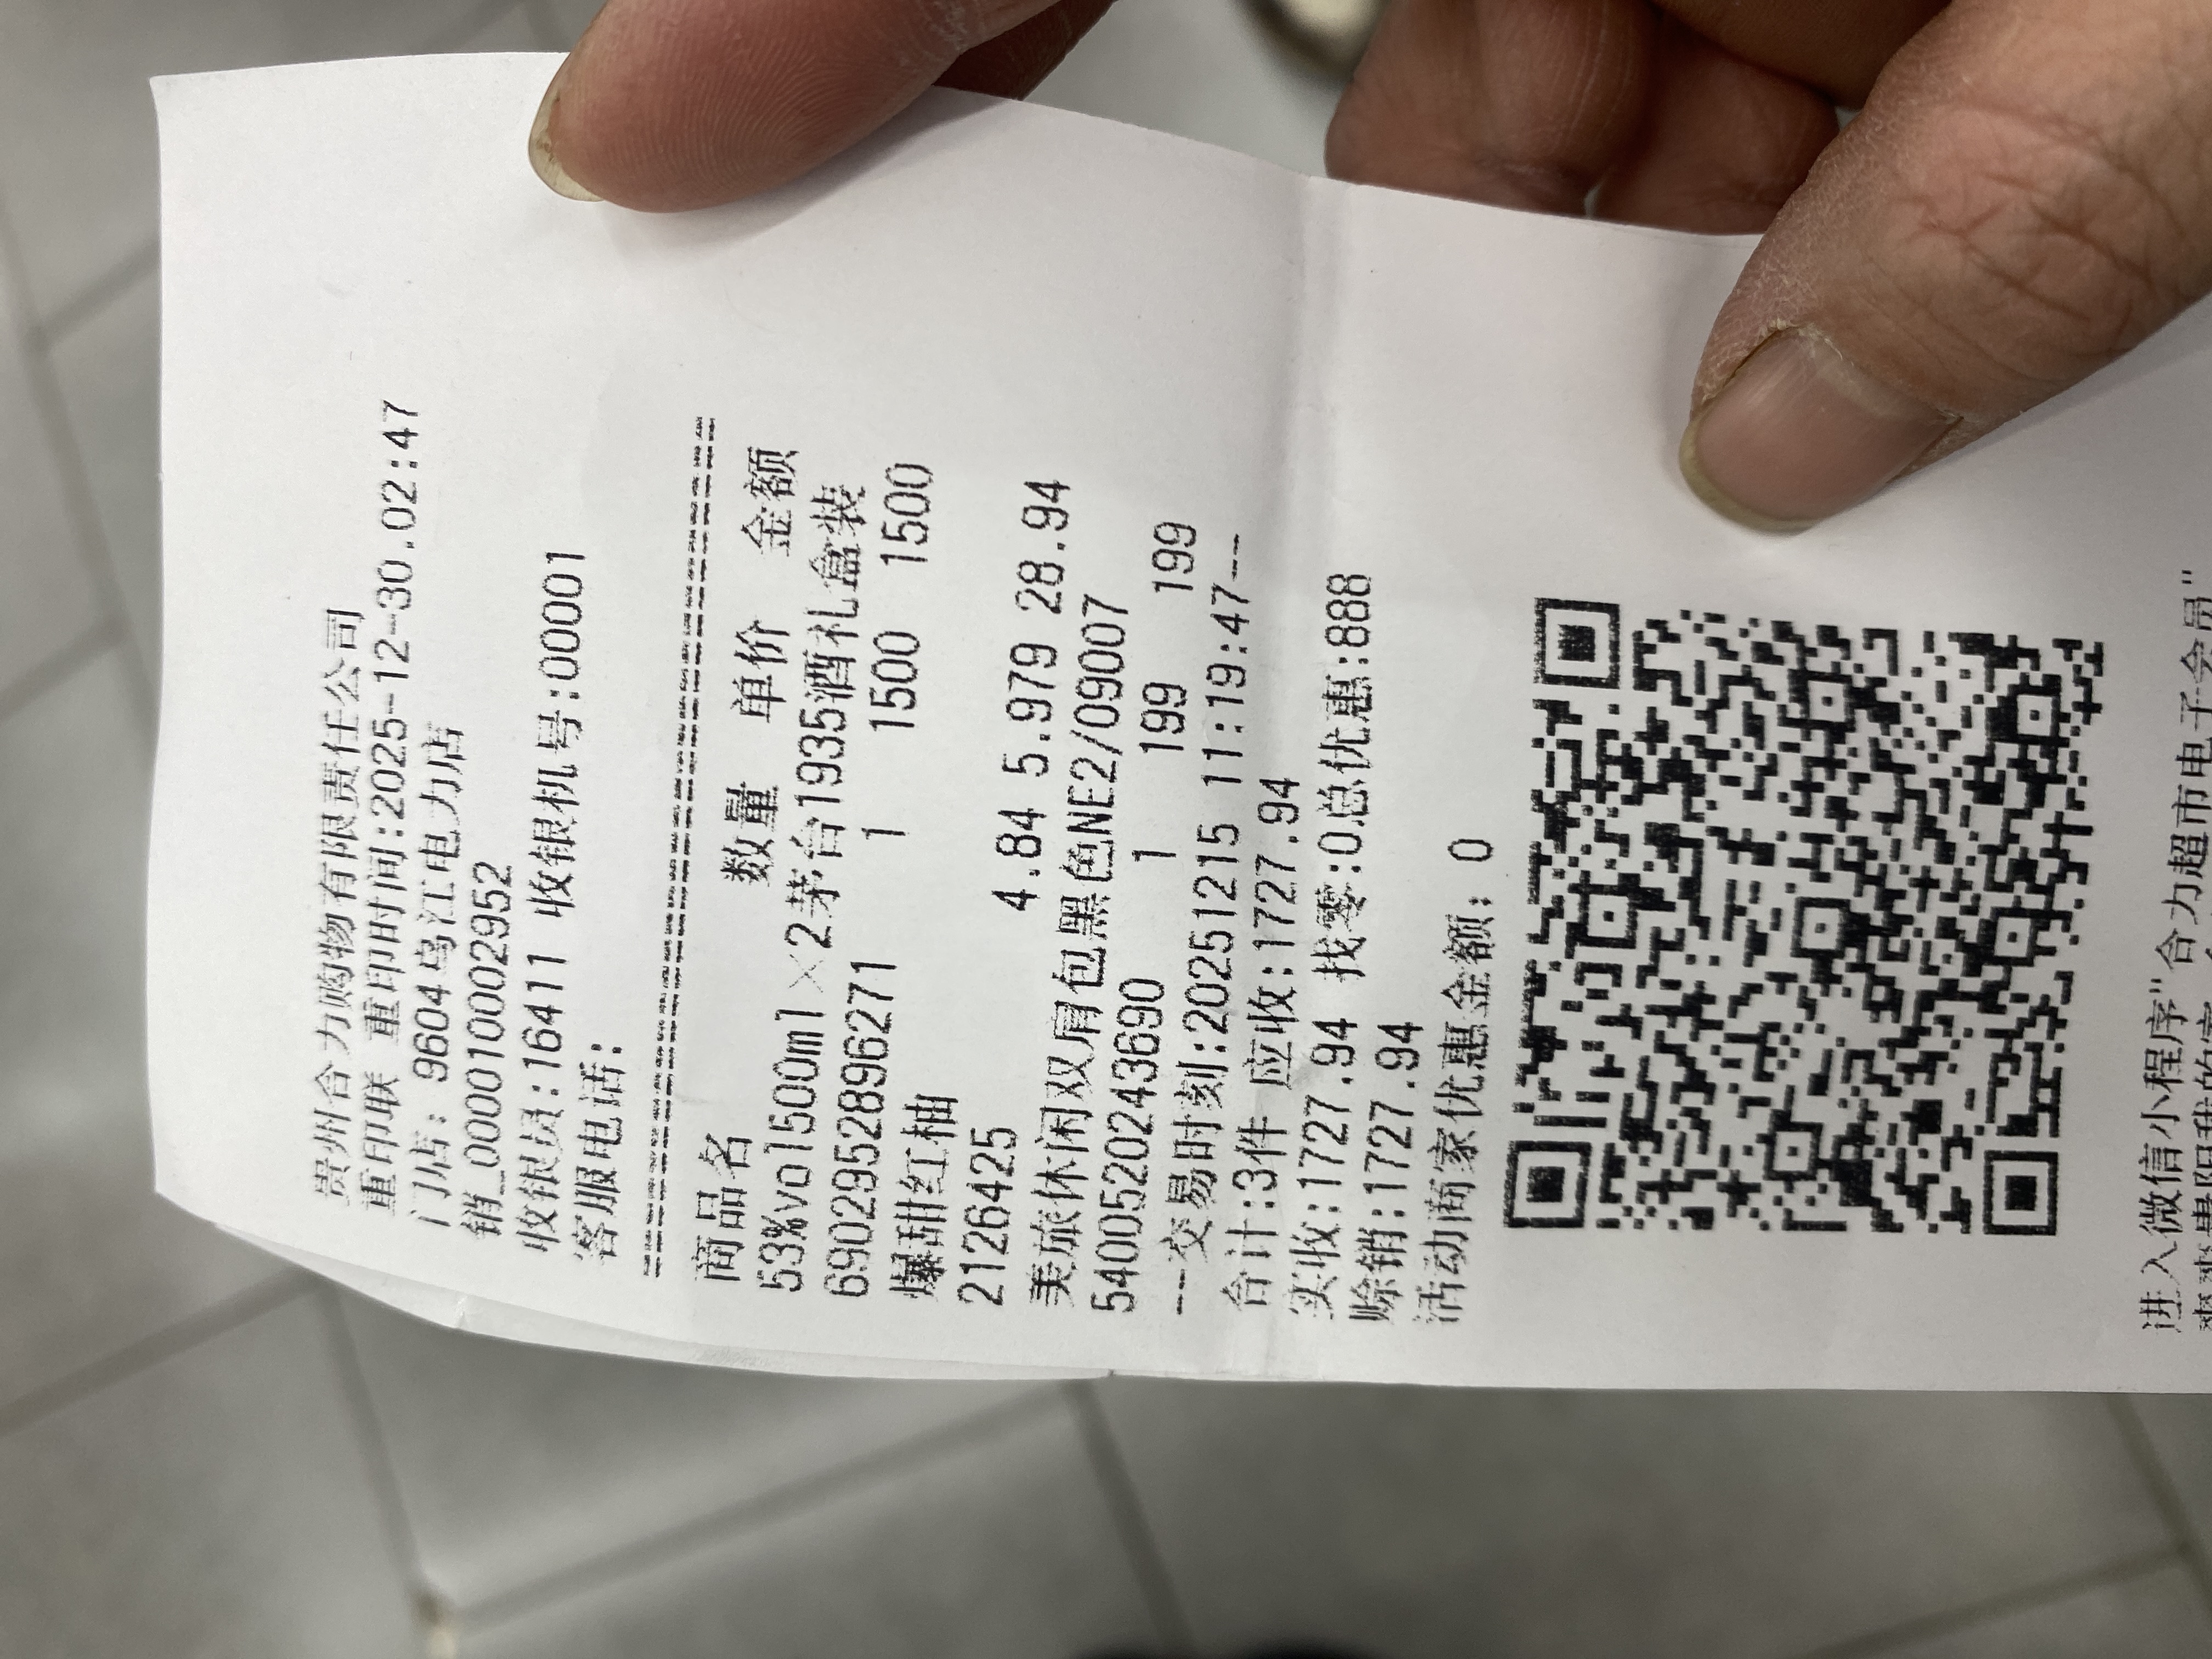 贵州合力购物有限责任公司
重印联 重印时间:2025-12-30.02:47
门店: 9604乌江电力店
销_0000100002952
收银员:16411 收银机号:00001
客服电话:
商品名 数量 单价 金额
53%vol500ml×2茅台1935酒礼盒装
6902952896271 1 1500 1500
爆甜红柚
2126425 4.84 5.979 28.94
美旅休闲双肩包黑色NE2/09007
5400520243690 1 199 199
--交易时刻:20251215 11:19:47--
合计:3件 应收:1727.94
实收:1727.94 找零:0总优惠:888
赊销:1727.94
活动商家优惠金额: 0
进入微信小程序"合力超市电子会员"